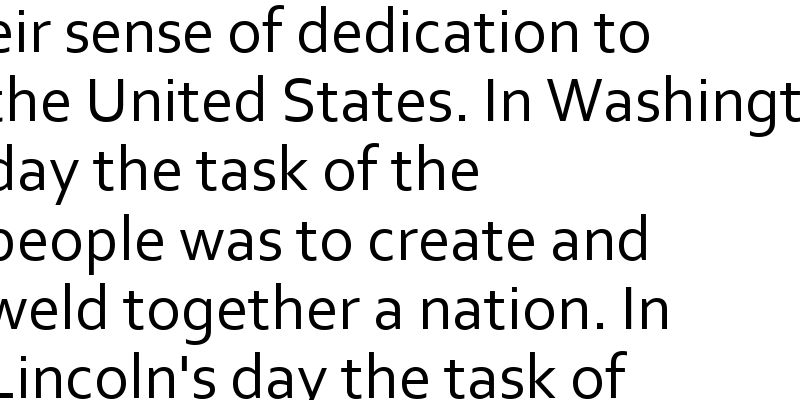 eir sense of dedication to
the United States. In Washingt
day the task of the
people was to create and
weld together a nation. In
Lincoln's day the task of